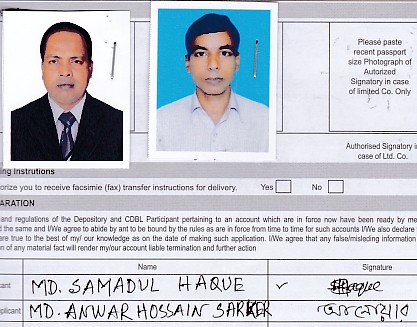 Please paste
recent passport
size Photograph of
Autorized
Signatory in case
of limited Co. Only
Authorised Signatory in
case of Ltd. Co.
ing Instrutions
orize you to receive facsimie (fax) transfer instructions for delivery. Yes No
ARATION
and regulations of the Depository and CDBL Participant pertaining to an account which are in force now have been ready by me
d the same and I/We agree to abide by ant to be bound by the rules as are in force from time to time for such accounts I/We also declare
are true to the best of my/ our knowledge as on the date of making such application. I/We agree that any false/misleading information
on of any material fact will render my/our account liable termination and further action
Name Signature
cant MD. SAMADUL HAQUE Haque
plicant MD. ANWAR HOSSAIN SARKER আনোয়ার